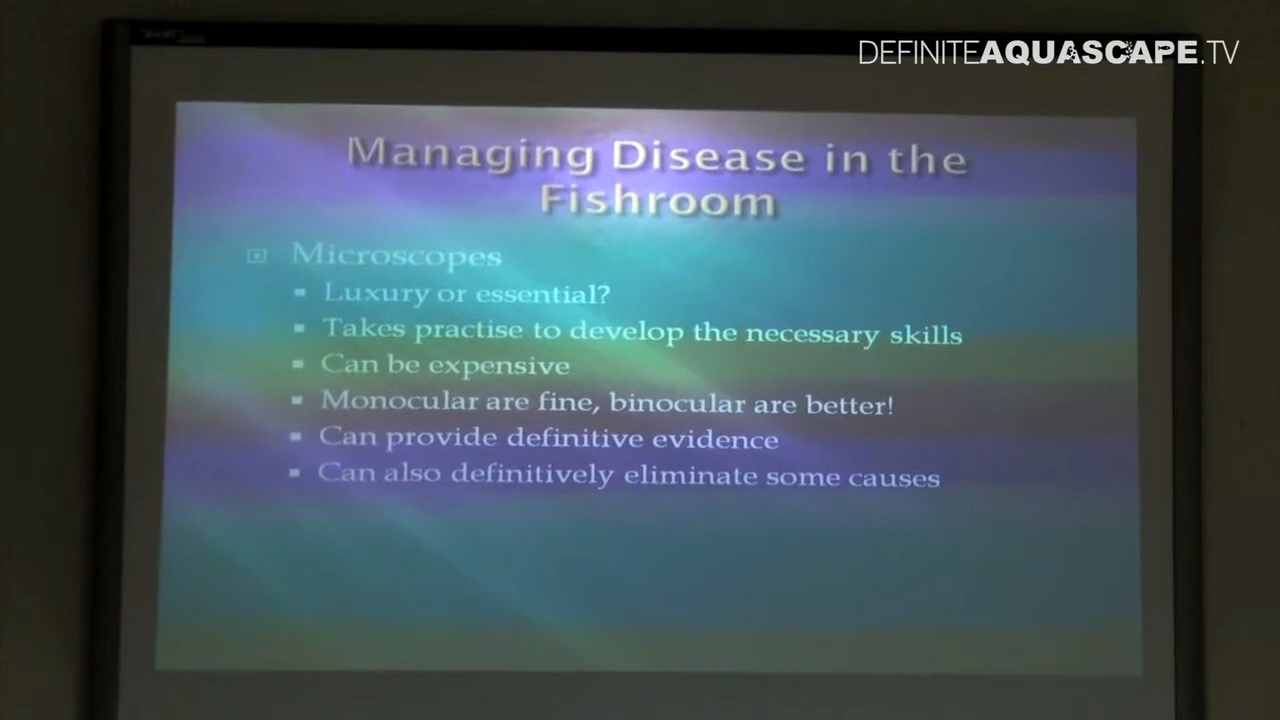 DEFINITEAQUASCAPE.TV
Managing Disease in the
Fishroom
Microscopes
Luxury or essential?
Takes practise to develop the necessary skills
Can be expensive
Monocular are fine, binocular are better!
Can provide definitive evidence
Can also definitively eliminate some causes